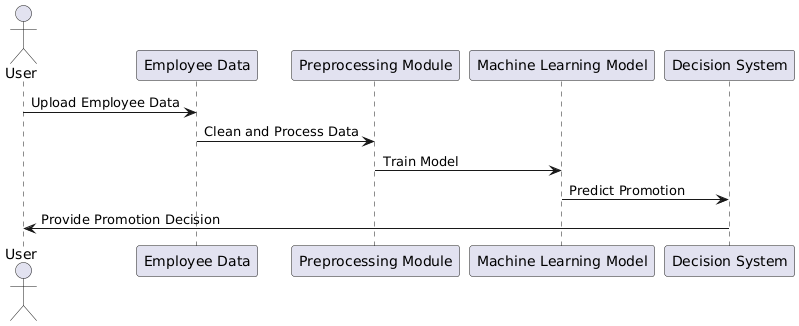 User
Employee Data
Preprocessing Module
Machine Learning Model
Decision System
Upload Employee Data
Clean and Process Data
Train Model
Predict Promotion
Provide Promotion Decision
User
Employee Data
Preprocessing Module
Machine Learning Model
Decision System